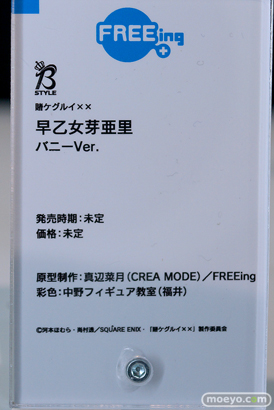 FREEing
B
STYLE
賭ケグルイ××
早乙女芽亜里
バニーVer.
発売時期：未定
価格：未定
原型制作：真辺菜月（CREA MODE）／FREEing
彩色：中野フィギュア教室（福井）
©河本ほむら・尚村透／SQUARE ENIX・「賭ケグルイ××」製作委員会
moeyo.com